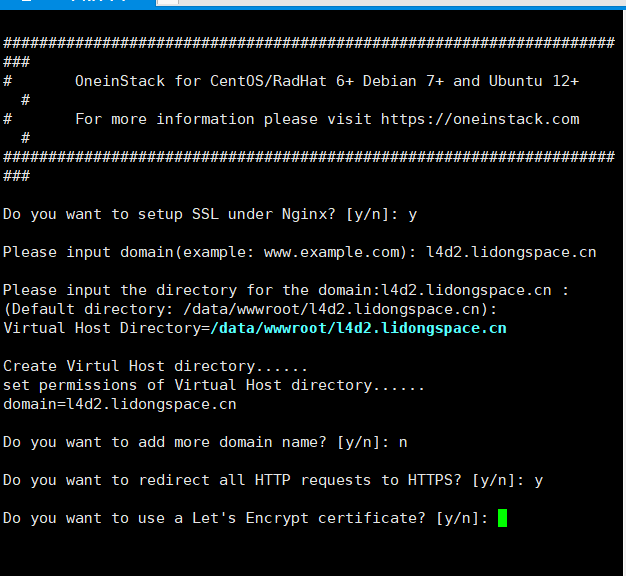 ####################################################################
###
#       OneinStack for CentOS/RadHat 6+ Debian 7+ and Ubuntu 12+
  #
#       For more information please visit https://oneinstack.com
  #
####################################################################
###
Do you want to setup SSL under Nginx? [y/n]: y
Please input domain(example: www.example.com): l4d2.lidongspace.cn
Please input the directory for the domain:l4d2.lidongspace.cn :
(Default directory: /data/wwwroot/l4d2.lidongspace.cn):
Virtual Host Directory=/data/wwwroot/l4d2.lidongspace.cn
Create Virtul Host directory......
set permissions of Virtual Host directory......
domain=l4d2.lidongspace.cn
Do you want to add more domain name? [y/n]: n
Do you want to redirect all HTTP requests to HTTPS? [y/n]: y
Do you want to use a Let's Encrypt certificate? [y/n]: